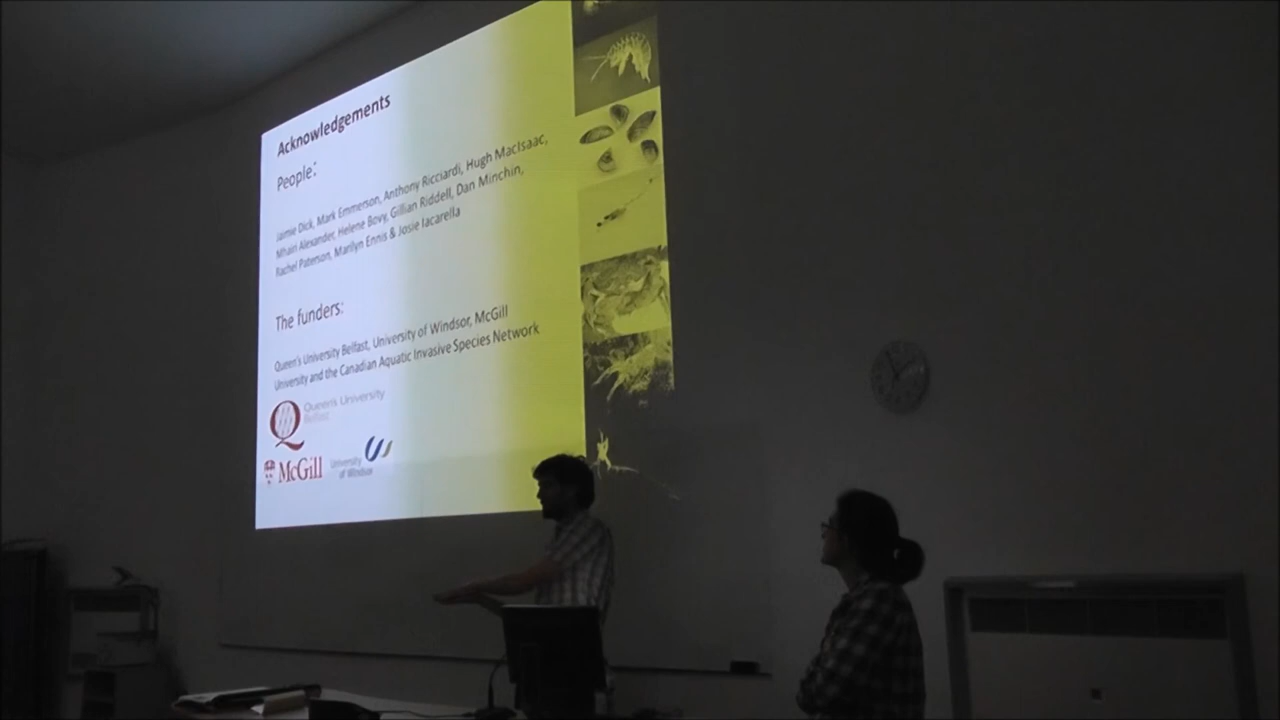 Acknowledgements
People:
Jaimie Dick, Mark Emmerson, Anthony Ricciardi, Hugh MacIsaac,
Mhairi Alexander, Helene Bovy, Gillian Riddell, Dan Minchin,
Rachel Paterson, Marilyn Ennis & Josie Iacarella
The funders:
Queen's University Belfast, University of Windsor, McGill
University and the Canadian Aquatic Invasive Species Network
Queen's University
Belfast
McGill
University
of Windsor